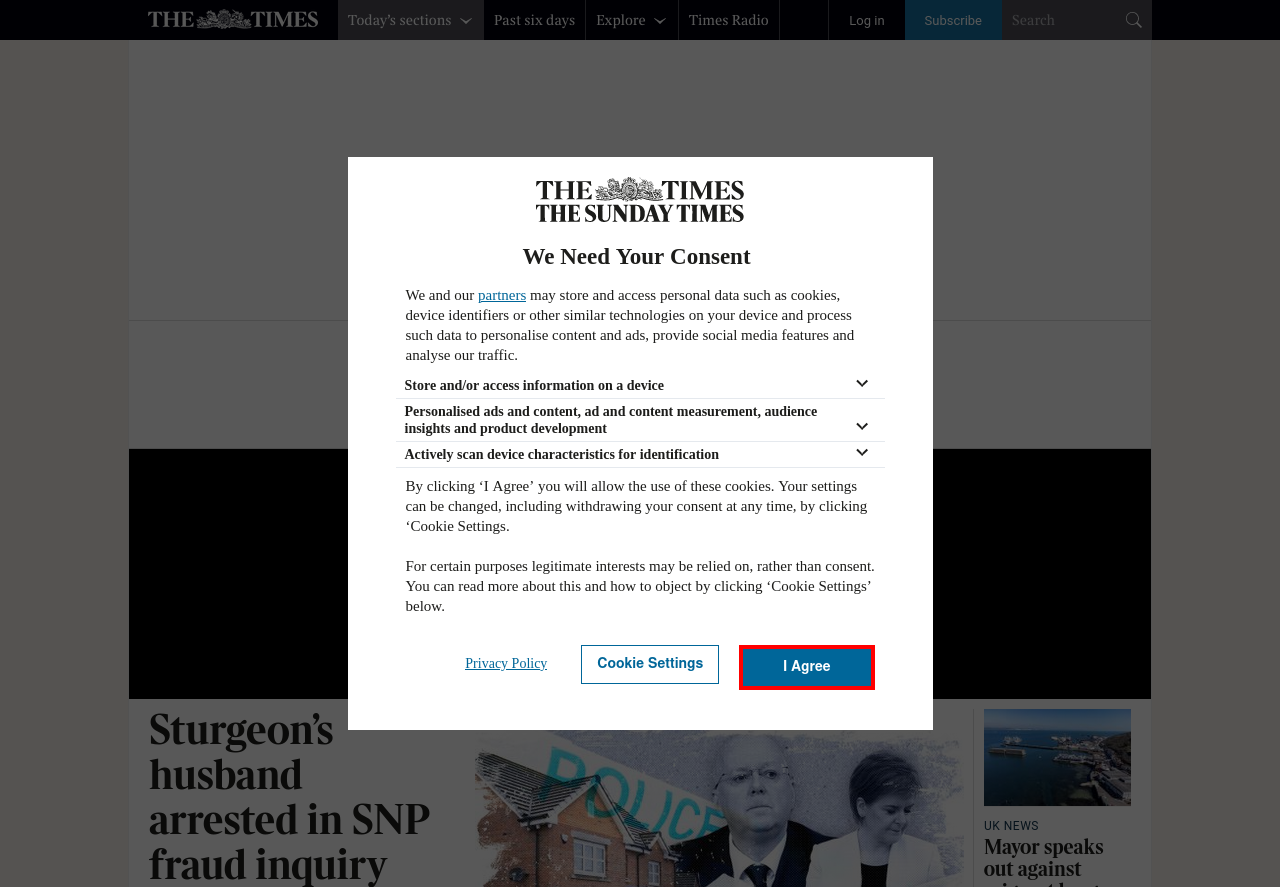 THE TIMES
Today's sections
Past six days
Explore
Times Radio
Log in
Subscribe
Search
THE TIMES
THE SUNDAY TIMES
We Need Your Consent
We and our partners may store and access personal data such as cookies,
device identifiers or other similar technologies on your device and process
such data to personalise content and ads, provide social media features and
analyse our traffic.
Store and/or access information on a device
Personalised ads and content, ad and content measurement, audience
insights and product development
Actively scan device characteristics for identification
By clicking ‘I Agree’ you will allow the use of these cookies. Your settings
can be changed, including withdrawing your consent at any time, by clicking
‘Cookie Settings.
For certain purposes legitimate interests may be relied on, rather than consent.
You can read more about this and how to object by clicking ‘Cookie Settings’
below.
Privacy Policy
Cookie Settings
I Agree
Sturgeon’s
husband
arrested in SNP
fraud inquiry
POLICE
UK NEWS
Mayor speaks
out against